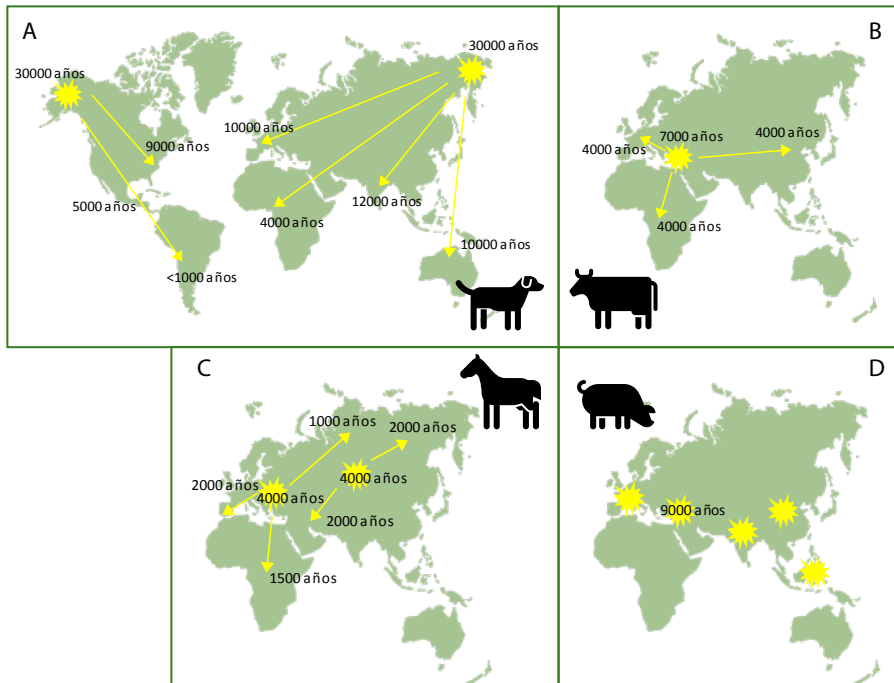 A
30000 años
30000 años
10000 años
9000 años
5000 años
4000 años
12000 años
10000 años
<1000 años
B
7000 años
4000 años
4000 años
4000 años
C
1000 años
2000 años
2000 años
4000 años
4000 años
2000 años
1500 años
D
9000 años